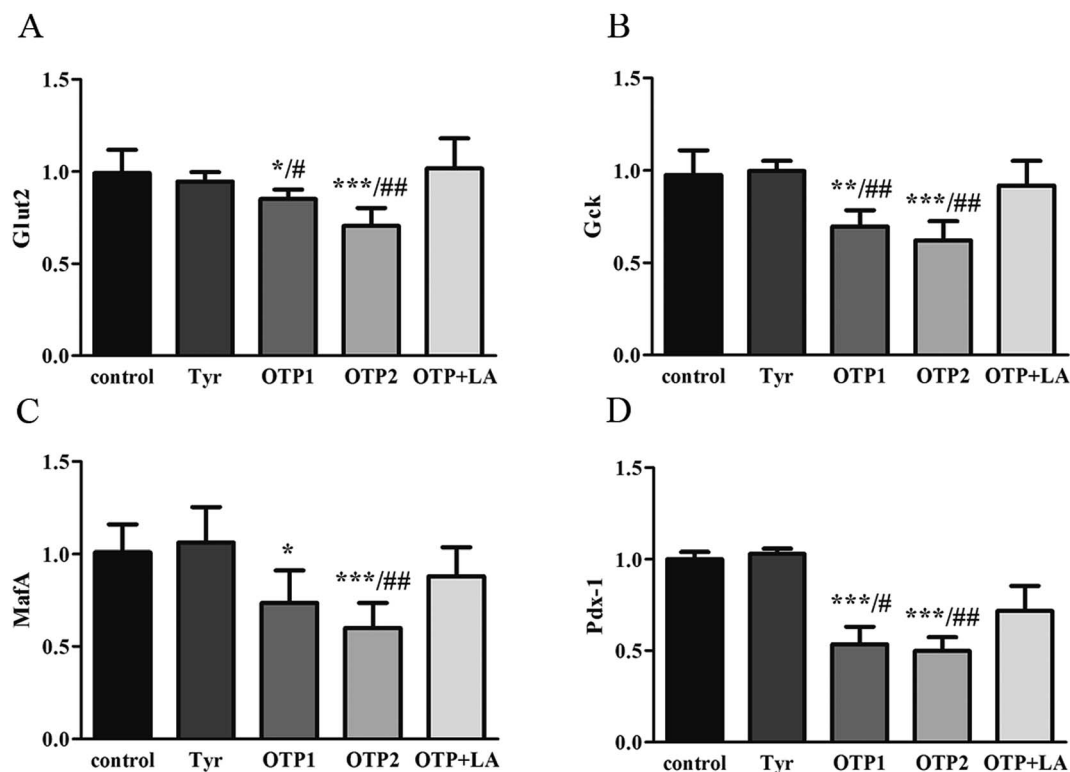 A
Glut2
1.5
1.0
0.5
0.0
*/#
***/##
control Tyr OTP1 OTP2 OTP+LA
B
Gck
1.5
1.0
0.5
0.0
**/## ***/##
control Tyr OTP1 OTP2 OTP+LA
C
MafA
1.5
1.0
0.5
0.0
*
***/##
control Tyr OTP1 OTP2 OTP+LA
D
Pdx-1
1.5
1.0
0.5
0.0
***/# ***/##
control Tyr OTP1 OTP2 OTP+LA